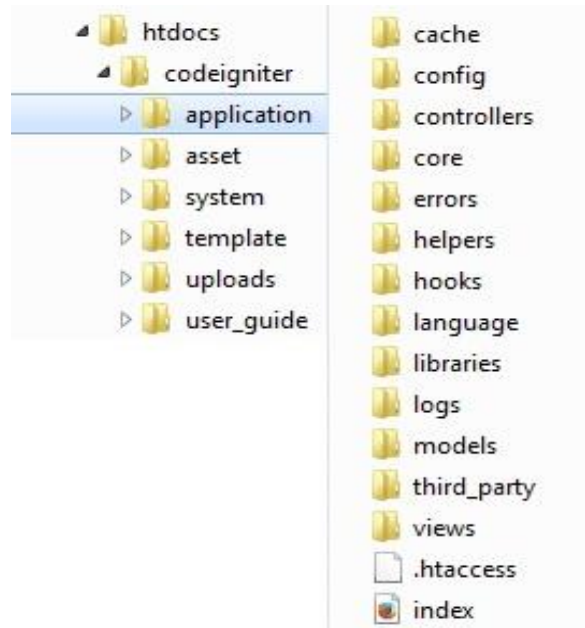 htdocs
codeigniter
application
asset
system
template
uploads
user_guide
cache
config
controllers
core
errors
helpers
hooks
language
libraries
logs
models
third_party
views
.htaccess
index